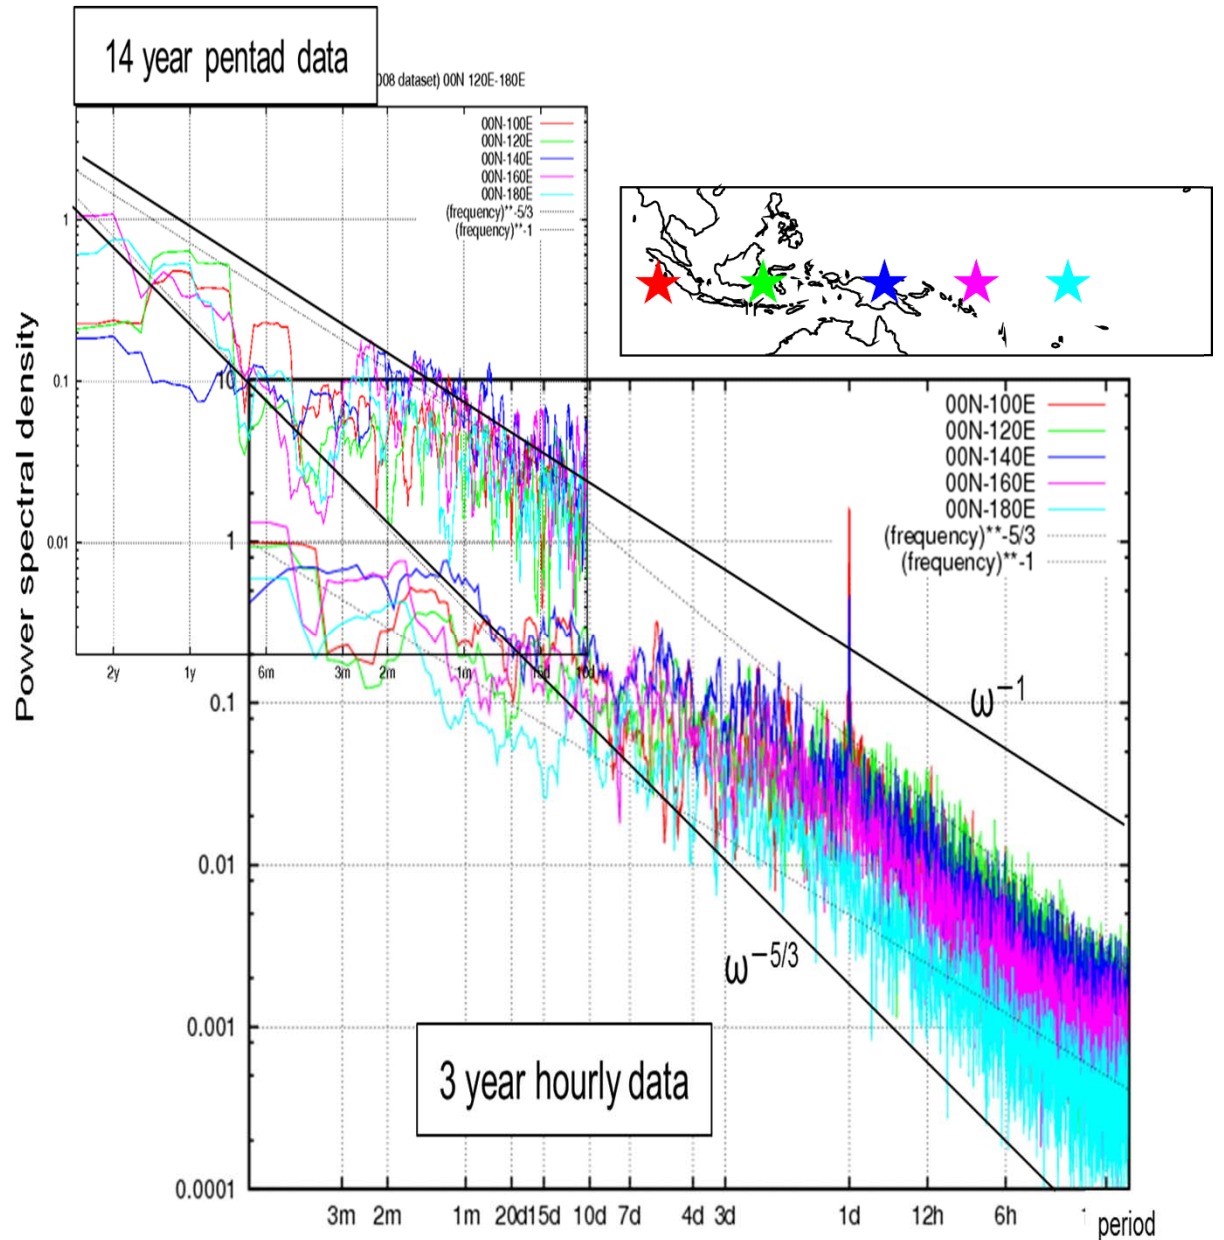 14 year pentad data
008 dataset) 00N 120E-180E
00N-100E
00N-120E
00N-140E
00N-160E
00N-180E
(frequency)**-5/3
(frequency)**-1
1
0.1
0.01
2y 1y 6m 3m 2m 1m 10d
Power spectral density
10
1
0.1
0.01
0.001
0.0001
00N-100E
00N-120E
00N-140E
00N-160E
00N-180E
(frequency)**-5/3
(frequency)**-1
ω−1
ω−5/3
3 year hourly data
3m 2m 1m 20d15d 10d 7d 4d 3d 1d 12h 6h 1 period